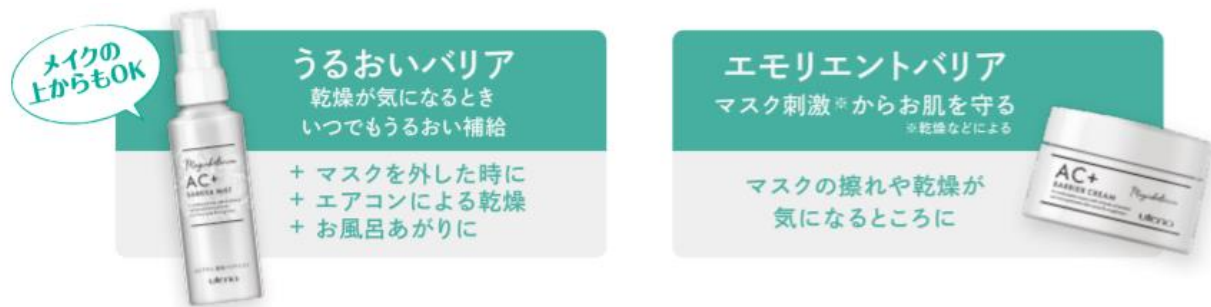 メイクの
上からもOK
うるおいバリア
乾燥が気になるとき
いつでもうるおい補給
+ マスクを外した時に
+ エアコンによる乾燥
+ お風呂あがりに
AC+
BARRIER MIST
utena
エモリエントバリア
マスク刺激※からお肌を守る
※乾燥などによる
マスクの擦れや乾燥が
気になるところに
AC+
BARRIER CREAM
utena